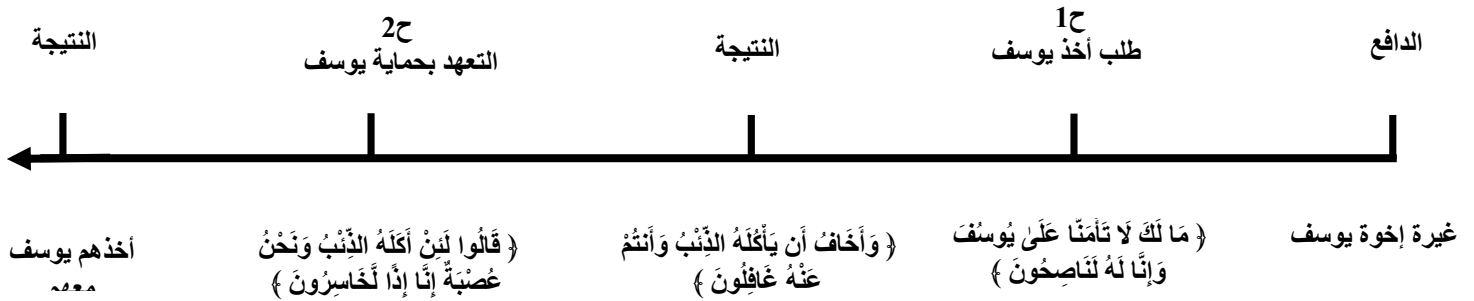 الدافع
ح1
طلب أخذ يوسف
النتيجة
ح2
التعهد بحماية يوسف
النتيجة
غيرة إخوة يوسف
﴿ مَا لَكَ لَا تَأْمَنَّا عَلَىٰ يُوسُفَ
وَإِنَّا لَهُ لَنَاصِحُونَ ﴾
﴿ وَأَخَافُ أَن يَأْكُلَهُ الذِّئْبُ وَأَنتُمْ
عَنْهُ غَافِلُونَ ﴾
﴿ قَالُوا لَئِنْ أَكَلَهُ الذِّئْبُ وَنَحْنُ
عُصْبَةٌ إِنَّا إِذًا لَّخَاسِرُونَ ﴾
أخذهم يوسف
معهم